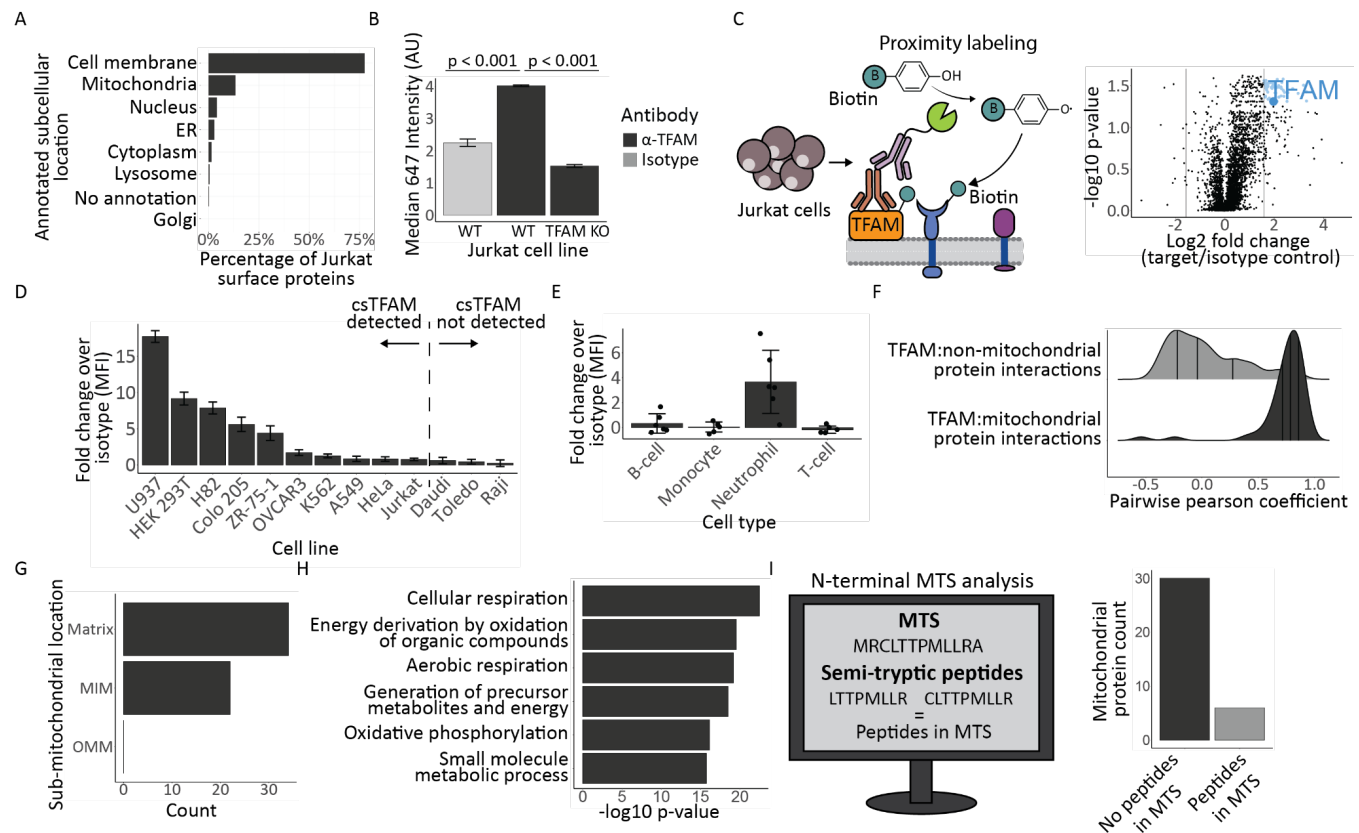 A
Annotated subcellular
location
Cell membrane
Mitochondria
Nucleus
ER
Cytoplasm
Lysosome
No annotation
Golgi
0% 25% 50% 75%
Percentage of Jurkat
surface proteins
B
Median 647 Intensity (AU)
p < 0.001 p < 0.001
4
3
2
1
0
WT WT TFAM KO
Jurkat cell line
Antibody
α-TFAM
Isotype
C
Proximity labeling
B OH
Biotin
B O·
Jurkat cells
TFAM
Biotin
-log10 p-value
1.5
1.0
0.5
0.0
TFAM
-2 0 2 4
Log2 fold change
(target/isotype control)
D
csTFAM
detected
csTFAM
not detected
Fold change over
isotype (MFI)
15
10
5
0
U937 HEK 293T H82 Colo 205 ZR-75-1 OVCAR3 K562 A549 HeLa Jurkat Daudi Toledo Raji
Cell line
E
Fold change over
isotype (MFI)
6
4
2
0
B-cell Monocyte Neutrophil T-cell
Cell type
F
TFAM:non-mitochondrial
protein interactions
TFAM:mitochondrial
protein interactions
-0.5 0.0 0.5 1.0
Pairwise pearson coefficient
G
Sub-mitochondrial location
Matrix
MIM
OMM
0 10 20 30
Count
H
Cellular respiration
Energy derivation by oxidation
of organic compounds
Aerobic respiration
Generation of precursor
metabolites and energy
Oxidative phosphorylation
Small molecule
metabolic process
0 5 10 15 20
-log10 p-value
I
N-terminal MTS analysis
MTS
MRCLTTPMLLRA
Semi-tryptic peptides
LTTPMLLR CLTTPMLLR
=
Peptides in MTS
Mitochondrial
protein count
30
20
10
0
No peptides
in MTS
Peptides
in MTS